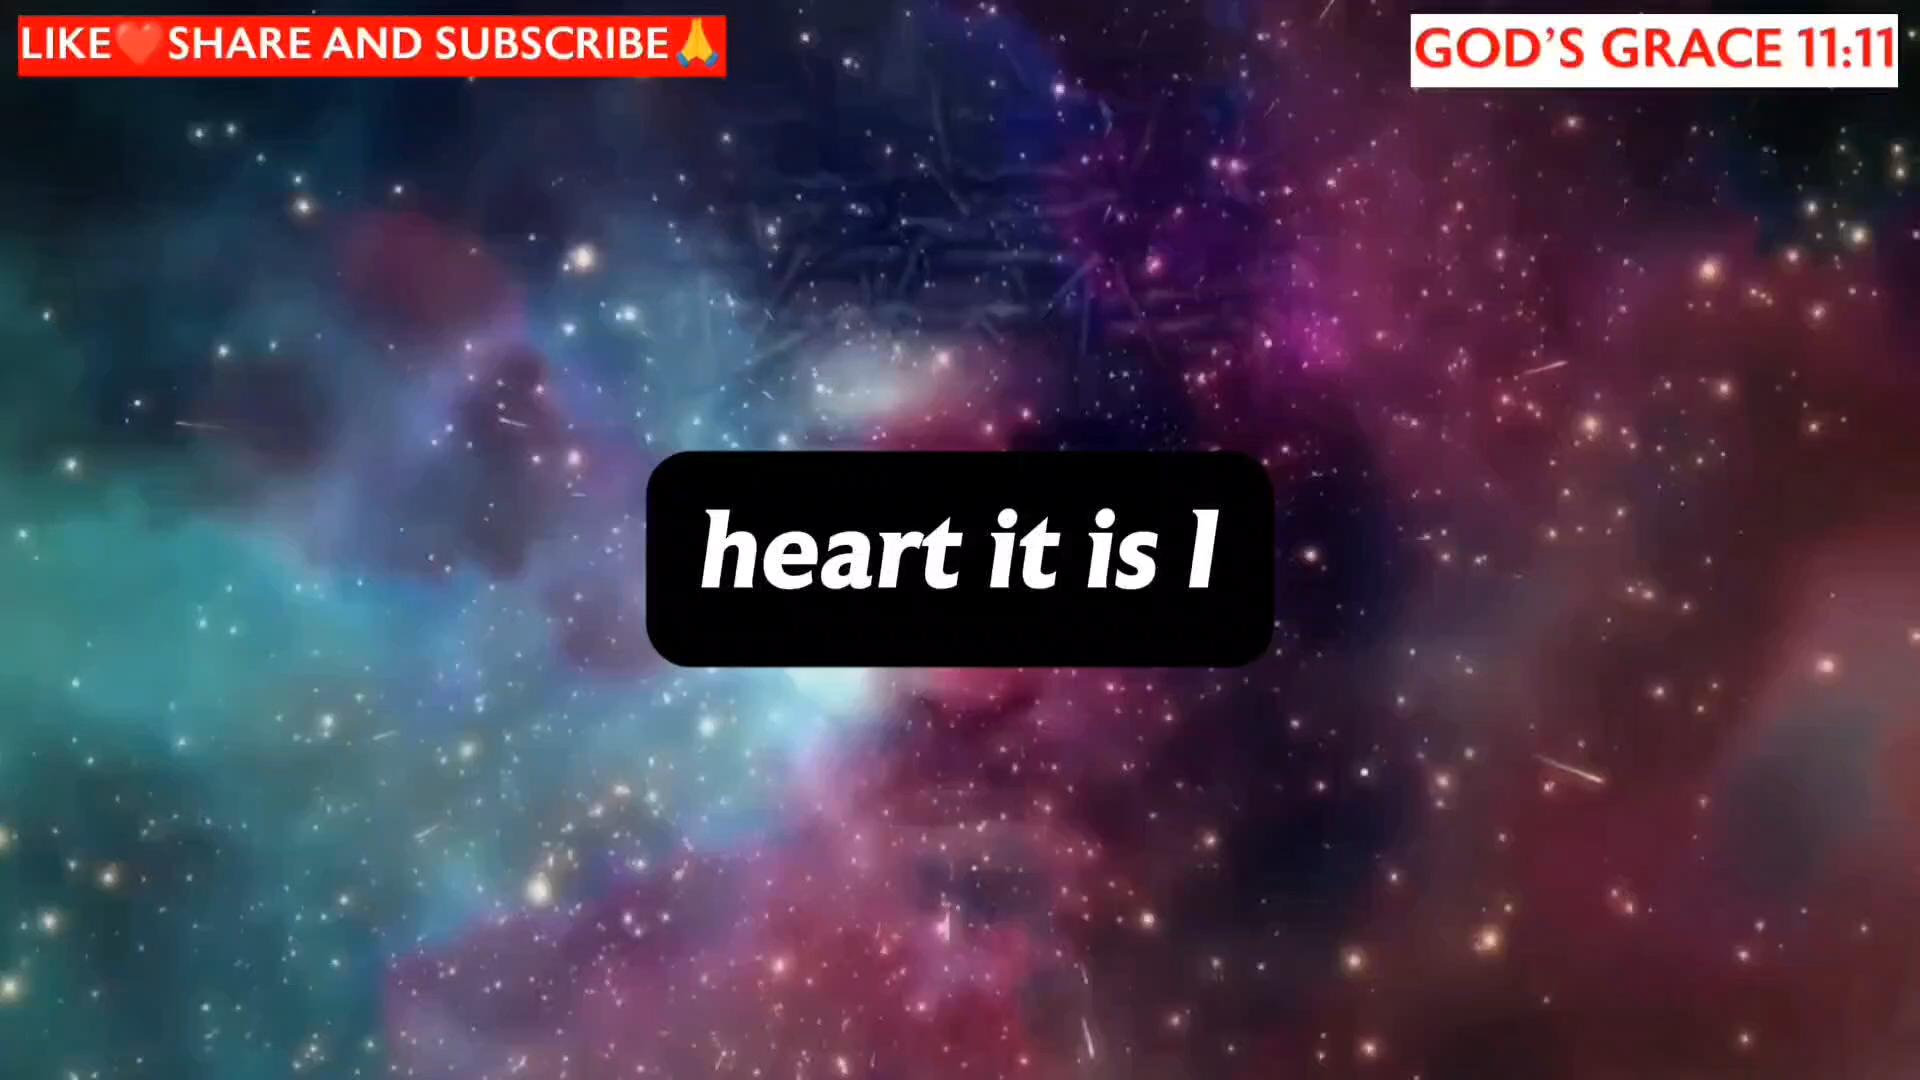 LIKE❤️SHARE AND SUBSCRIBE🙏
GOD’S GRACE 11:11
heart it is I